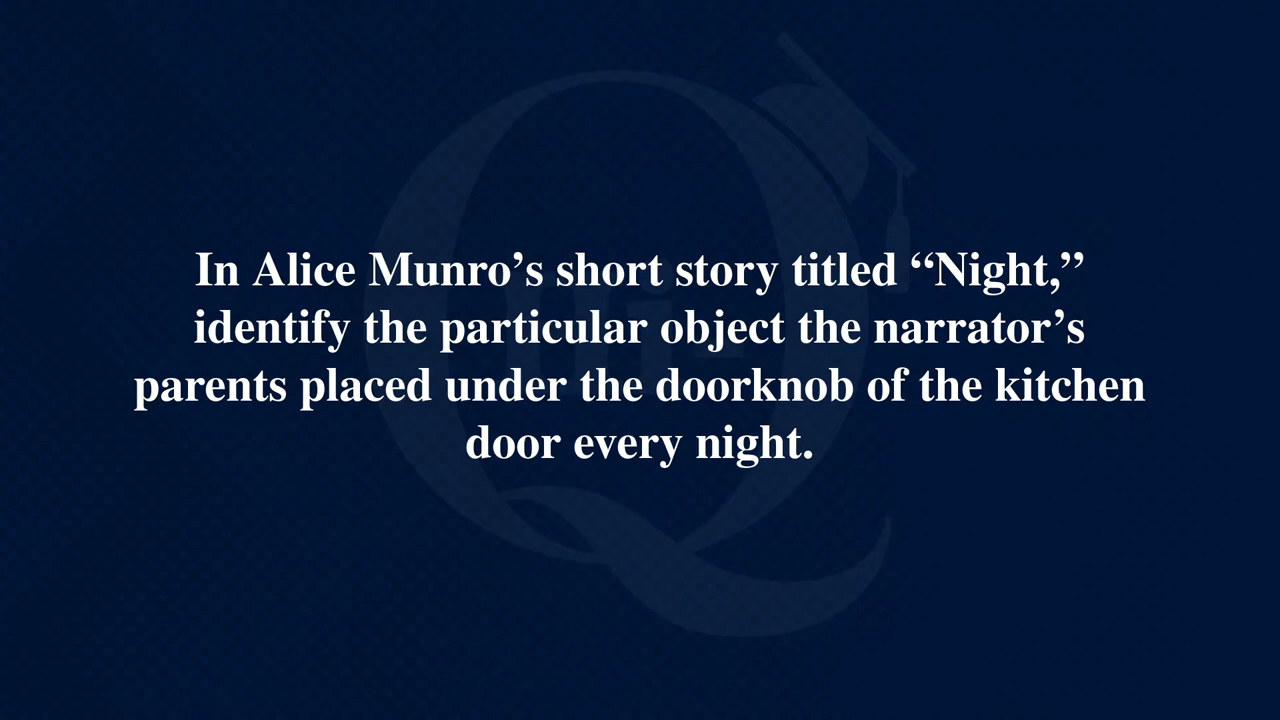 In Alice Munro’s short story titled “Night,”
identify the particular object the narrator’s
parents placed under the doorknob of the kitchen
door every night.